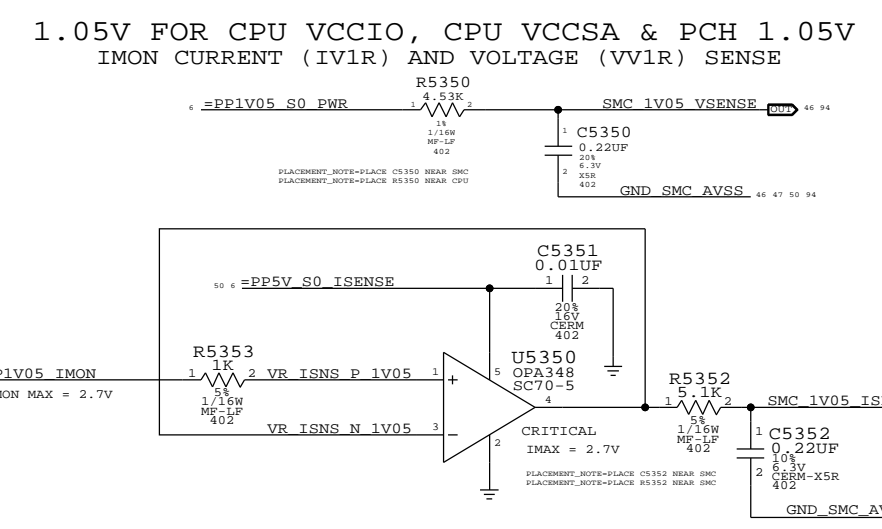 1.05V FOR CPU VCCIO, CPU VCCSA & PCH 1.05V
IMON CURRENT (IV1R) AND VOLTAGE (VV1R) SENSE
R5350
4.53K
6 =PP1V05_S0_PWR 1 2 SMC_1V05_VSENSE OUT 46 94
1%
1/16W
MF-LF
402
1 C5350
0.22UF
20%
6.3V
2 X5R
402
PLACEMENT_NOTE=PLACE C5350 NEAR SMC
PLACEMENT_NOTE=PLACE R5350 NEAR CPU
GND_SMC_AVSS 46 47 50 94
C5351
0.01UF
50 6 =PP5V_S0_ISENSE 1 2
20%
16V
CERM
402
R5353
1K
P1V05_IMON 1 2 VR_ISNS_P_1V05 1 + 5
MON MAX = 2.7V
5%
1/16W
MF-LF
402
U5350
OPA348
SC70-5
4
VR_ISNS_N_1V05 3 - 2
CRITICAL
IMAX = 2.7V
R5352
5.1K
1 2 SMC_1V05_IS
5%
1/16W
MF-LF
402
1 C5352
0.22UF
10%
6.3V
2 CERM-X5R
402
PLACEMENT_NOTE=PLACE C5352 NEAR SMC
PLACEMENT_NOTE=PLACE R5352 NEAR SMC
GND_SMC_AV